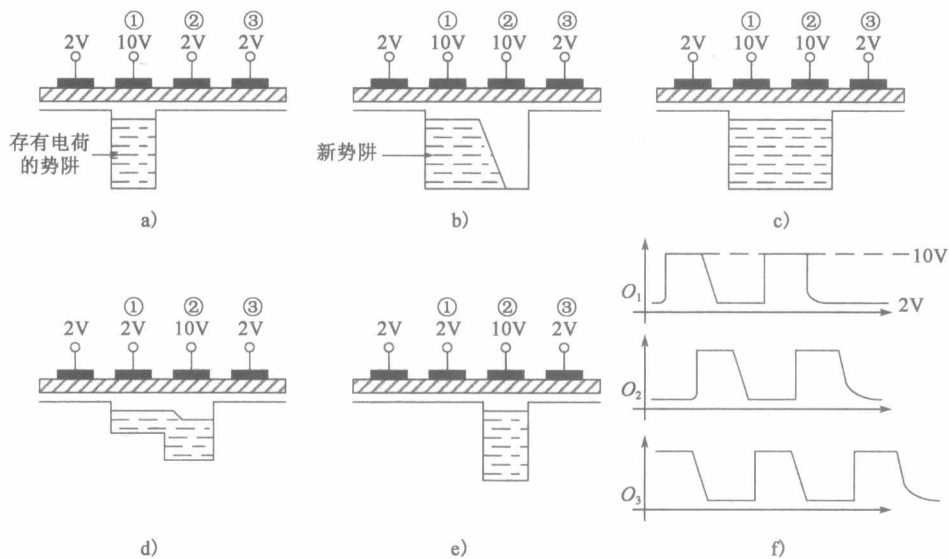 ① ② ③
2V 10V 2V 2V
存有电荷
的势阱
a)
① ② ③
2V 10V 10V 2V
新势阱
b)
① ② ③
2V 10V 10V 2V
c)
① ② ③
2V 2V 10V 2V
d)
① ② ③
2V 2V 10V 2V
e)
10V
O₁
2V
O₂
O₃
f)